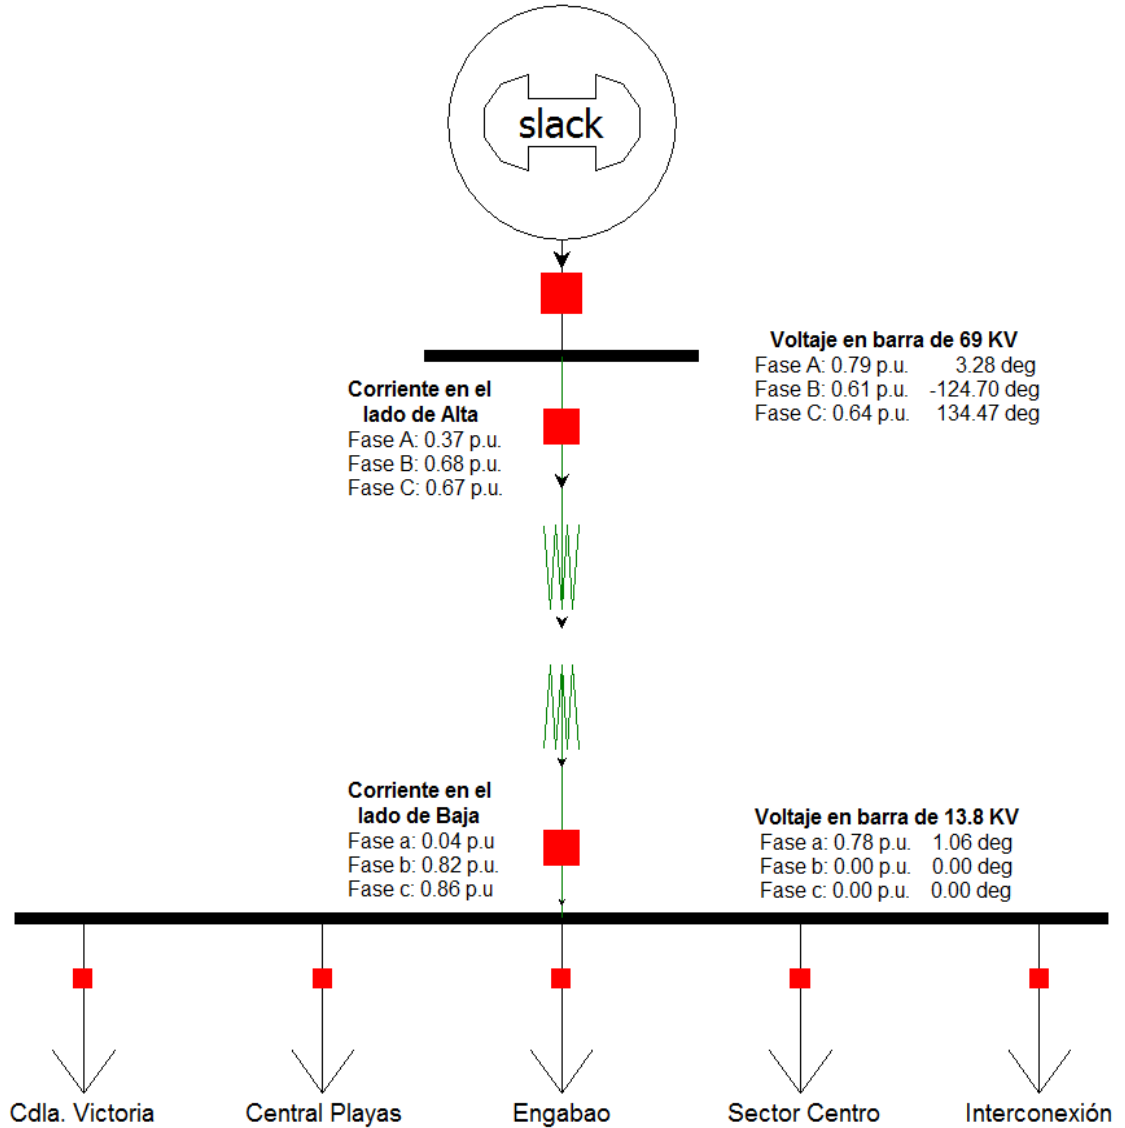 slack
Voltaje en barra de 69 KV
Fase A: 0.79 p.u. 3.28 deg
Fase B: 0.61 p.u. -124.70 deg
Fase C: 0.64 p.u. 134.47 deg
Corriente en el
lado de Alta
Fase A: 0.37 p.u.
Fase B: 0.68 p.u.
Fase C: 0.67 p.u.
Corriente en el
lado de Baja
Fase a: 0.04 p.u
Fase b: 0.82 p.u.
Fase c: 0.86 p.u
Voltaje en barra de 13.8 KV
Fase a: 0.78 p.u. 1.06 deg
Fase b: 0.00 p.u. 0.00 deg
Fase c: 0.00 p.u. 0.00 deg
Cdla. Victoria
Central Playas
Engabao
Sector Centro
Interconexión